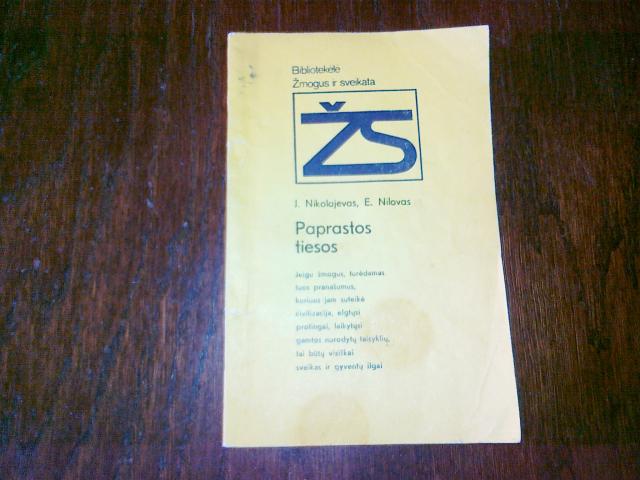 Bibliotekėlė
Žmogus ir sveikata
ŽS
J. Nikolajevas, E. Nilovas
Paprastos
tiesos
Jeigu žmogus, turėdamas
tuos pranašumus,
kuriuos jam suteikė
civilizacija, elgtųsi
protingai, laikytųsi
gamtos nurodytų taisyklių,
tai būtų visiškai
sveikas ir gyventų ilgai